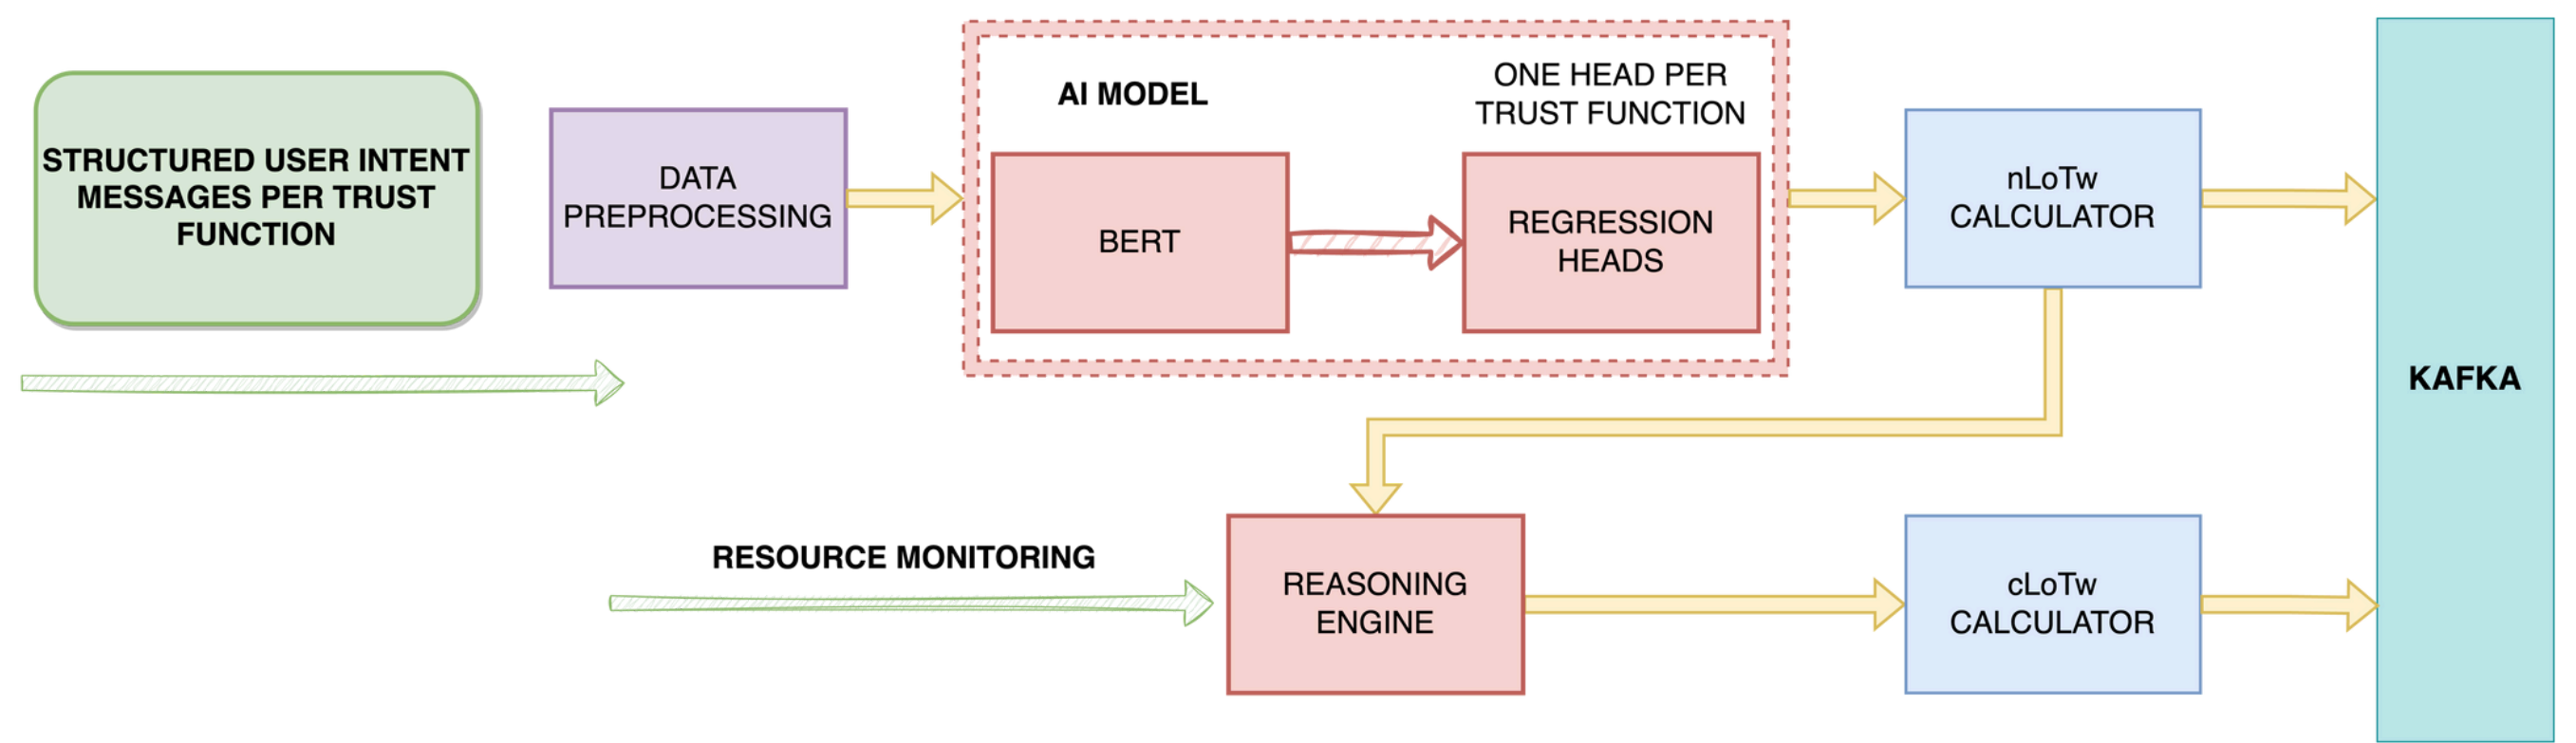 STRUCTURED USER INTENT
MESSAGES PER TRUST
FUNCTION
DATA
PREPROCESSING
AI MODEL
ONE HEAD PER
TRUST FUNCTION
BERT
REGRESSION
HEADS
nLoTw
CALCULATOR
KAFKA
RESOURCE MONITORING
REASONING
ENGINE
cLoTw
CALCULATOR